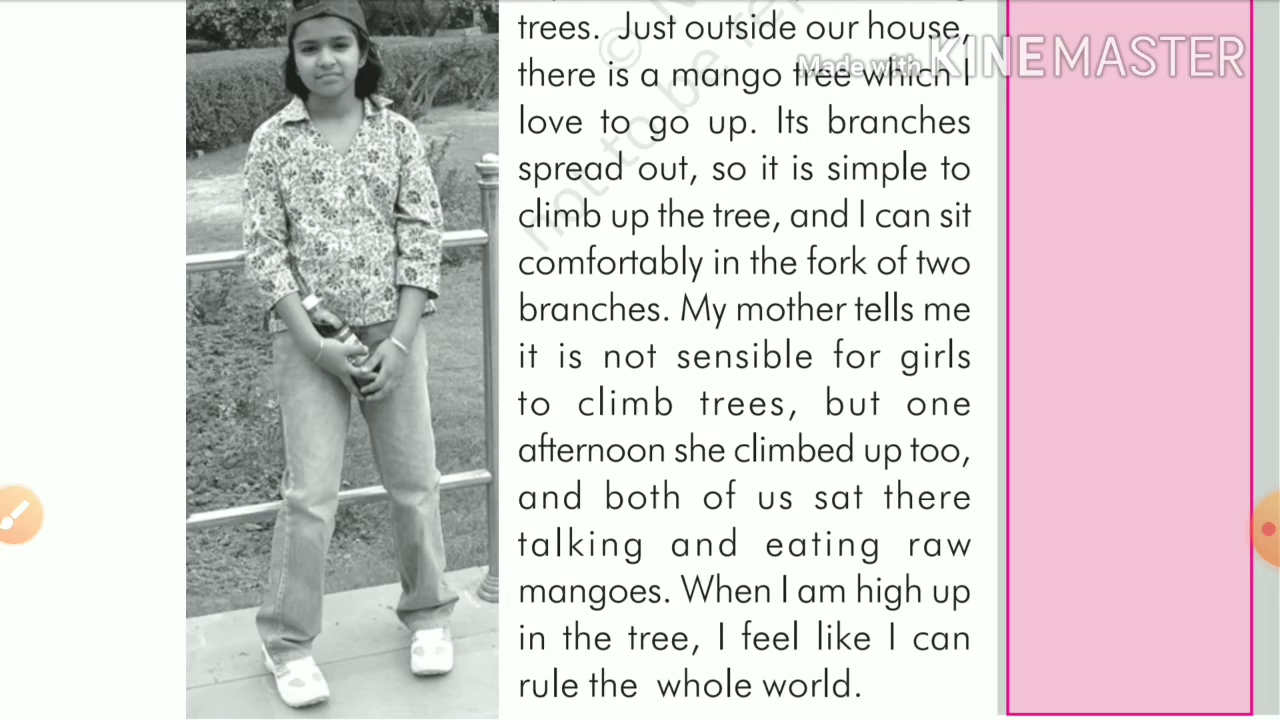 trees. Just outside our house,
there is a mango tree which I
love to go up. Its branches
spread out, so it is simple to
climb up the tree, and I can sit
comfortably in the fork of two
branches. My mother tells me
it is not sensible for girls
to climb trees, but one
afternoon she climbed up too,
and both of us sat there
talking and eating raw
mangoes. When I am high up
in the tree, I feel like I can
rule the whole world.
Made with KINEMASTER
not to be